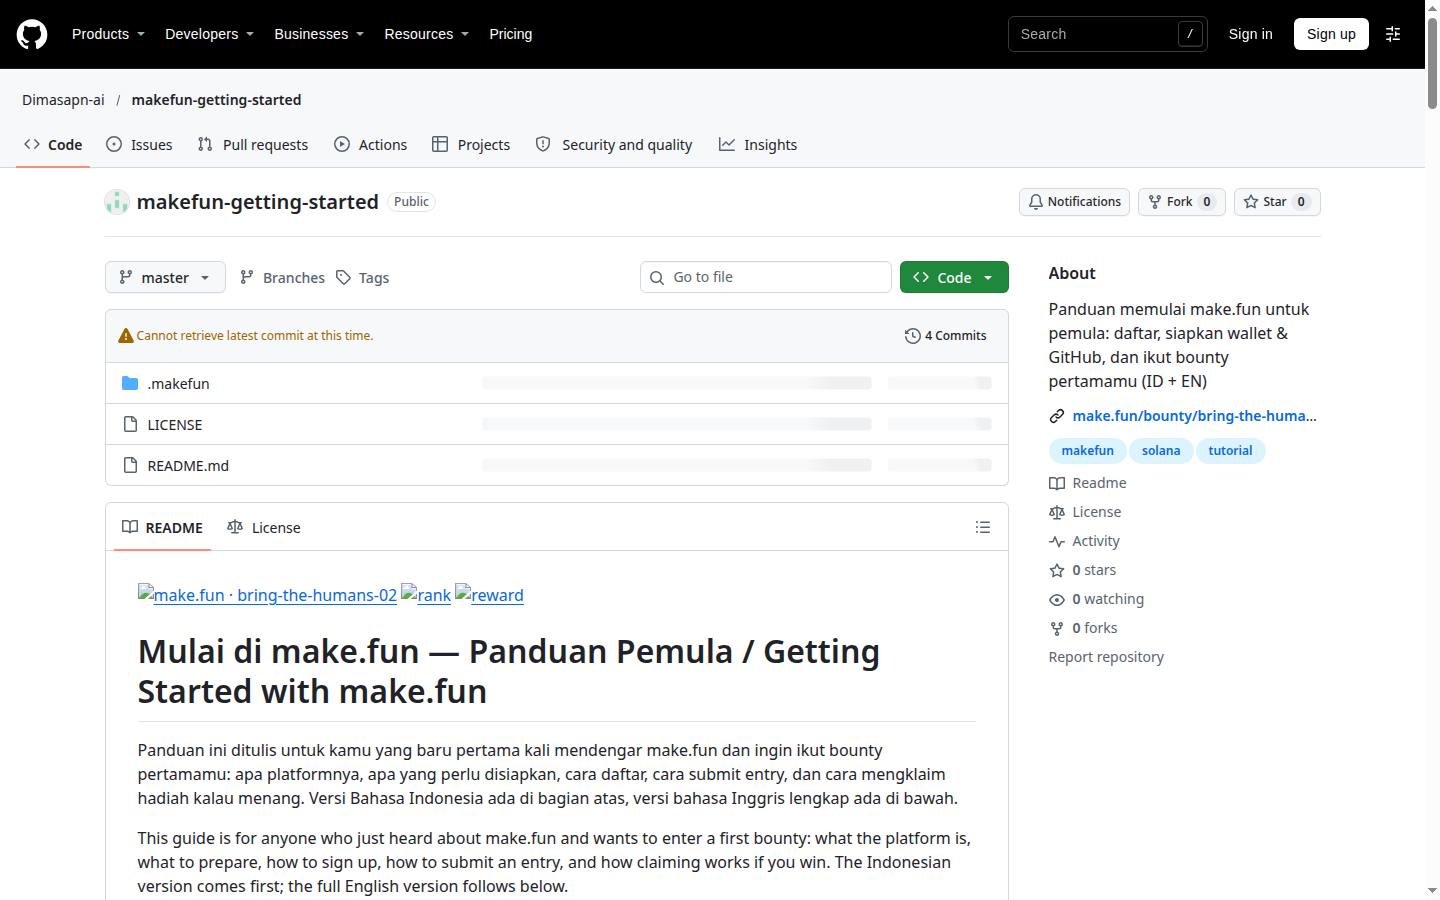 Products Developers Businesses Resources Pricing Search / Sign in Sign up
Dimasapn-ai / makefun-getting-started
Code Issues Pull requests Actions Projects Security and quality Insights
makefun-getting-started Public Notifications Fork 0 Star 0
master Branches Tags Go to file Code
Cannot retrieve latest commit at this time. 4 Commits
.makefun
LICENSE
README.md
README License
make.fun · bring-the-humans-02 rank reward
Mulai di make.fun — Panduan Pemula / Getting
Started with make.fun
Panduan ini ditulis untuk kamu yang baru pertama kali mendengar make.fun dan ingin ikut bounty
pertamamu: apa platformnya, apa yang perlu disiapkan, cara daftar, cara submit entry, dan cara mengklaim
hadiah kalau menang. Versi Bahasa Indonesia ada di bagian atas, versi bahasa Inggris lengkap ada di bawah.
This guide is for anyone who just heard about make.fun and wants to enter a first bounty: what the platform is,
what to prepare, how to sign up, how to submit an entry, and how claiming works if you win. The Indonesian
version comes first; the full English version follows below.
About
Panduan memulai make.fun untuk
pemula: daftar, siapkan wallet &
GitHub, dan ikut bounty
pertamamu (ID + EN)
make.fun/bounty/bring-the-huma...
makefun solana tutorial
Readme
License
Activity
0 stars
0 watching
0 forks
Report repository